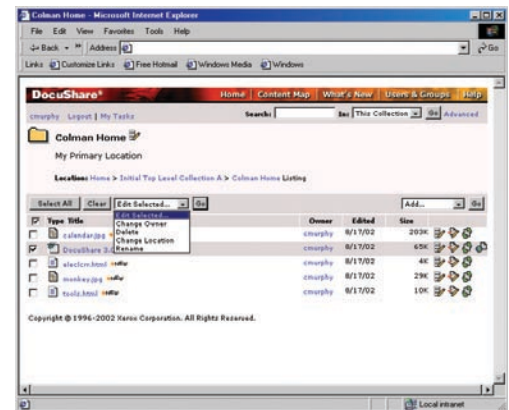 Colman Home - Microsoft Internet Explorer
File Edit View Favorites Tools Help
Back Address Go
Links Customize Links Free Hotmail Windows Media Windows
DocuShare Home Content Map What's New Users & Groups Help
cmurphy Logout My Tasks Search: In: This Collection Go Advanced
Colman Home
My Primary Location
Location: Home > Initial Top Level Collection A > Colman Home Listing
Select All Clear Edit Selected... Go Add... Go
Edit Selected...
Change Owner
Delete
Change Location
Rename
Type Title Owner Edited Size
calendar.jpg cmurphy 8/17/02 203K
DocuShare 3. cmurphy 8/17/02 65K
cmurphy 8/17/02 4K
monkey.jpg cmurphy 8/17/02 29K
tools.html cmurphy 8/17/02 10K
Copyright © 1996-2002 Xerox Corporation. All Rights Reserved.
Local intranet